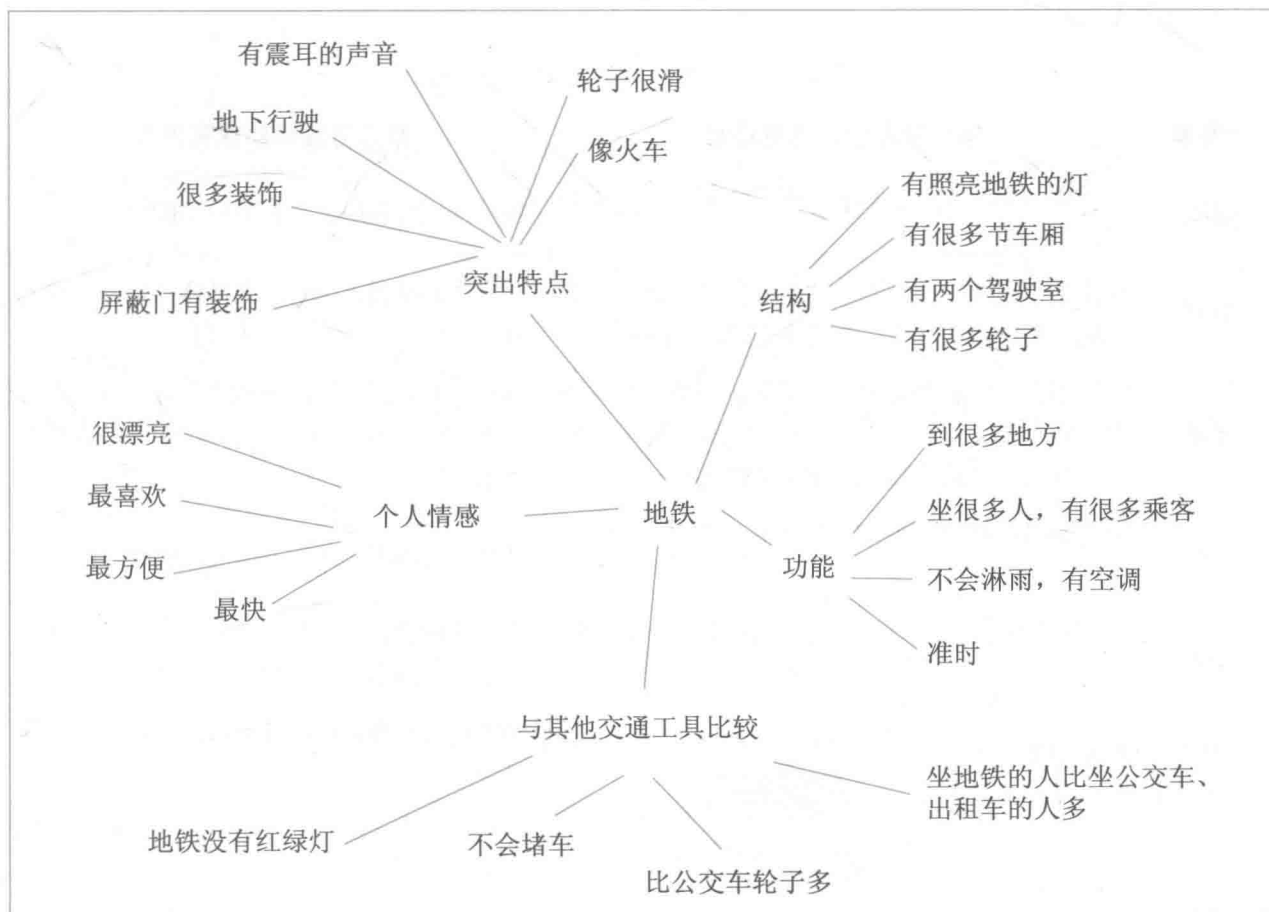 有震耳的声音
轮子很滑
地下行驶
像火车
很多装饰
有照亮地铁的灯
有很多节车厢
突出特点
屏蔽门有装饰
结构
有两个驾驶室
有很多轮子
很漂亮
到很多地方
最喜欢
个人情感
地铁
坐很多人，有很多乘客
最方便
功能
不会淋雨，有空调
最快
准时
与其他交通工具比较
坐地铁的人比坐公交车、
出租车的人多
地铁没有红绿灯
不会堵车
比公交车轮子多